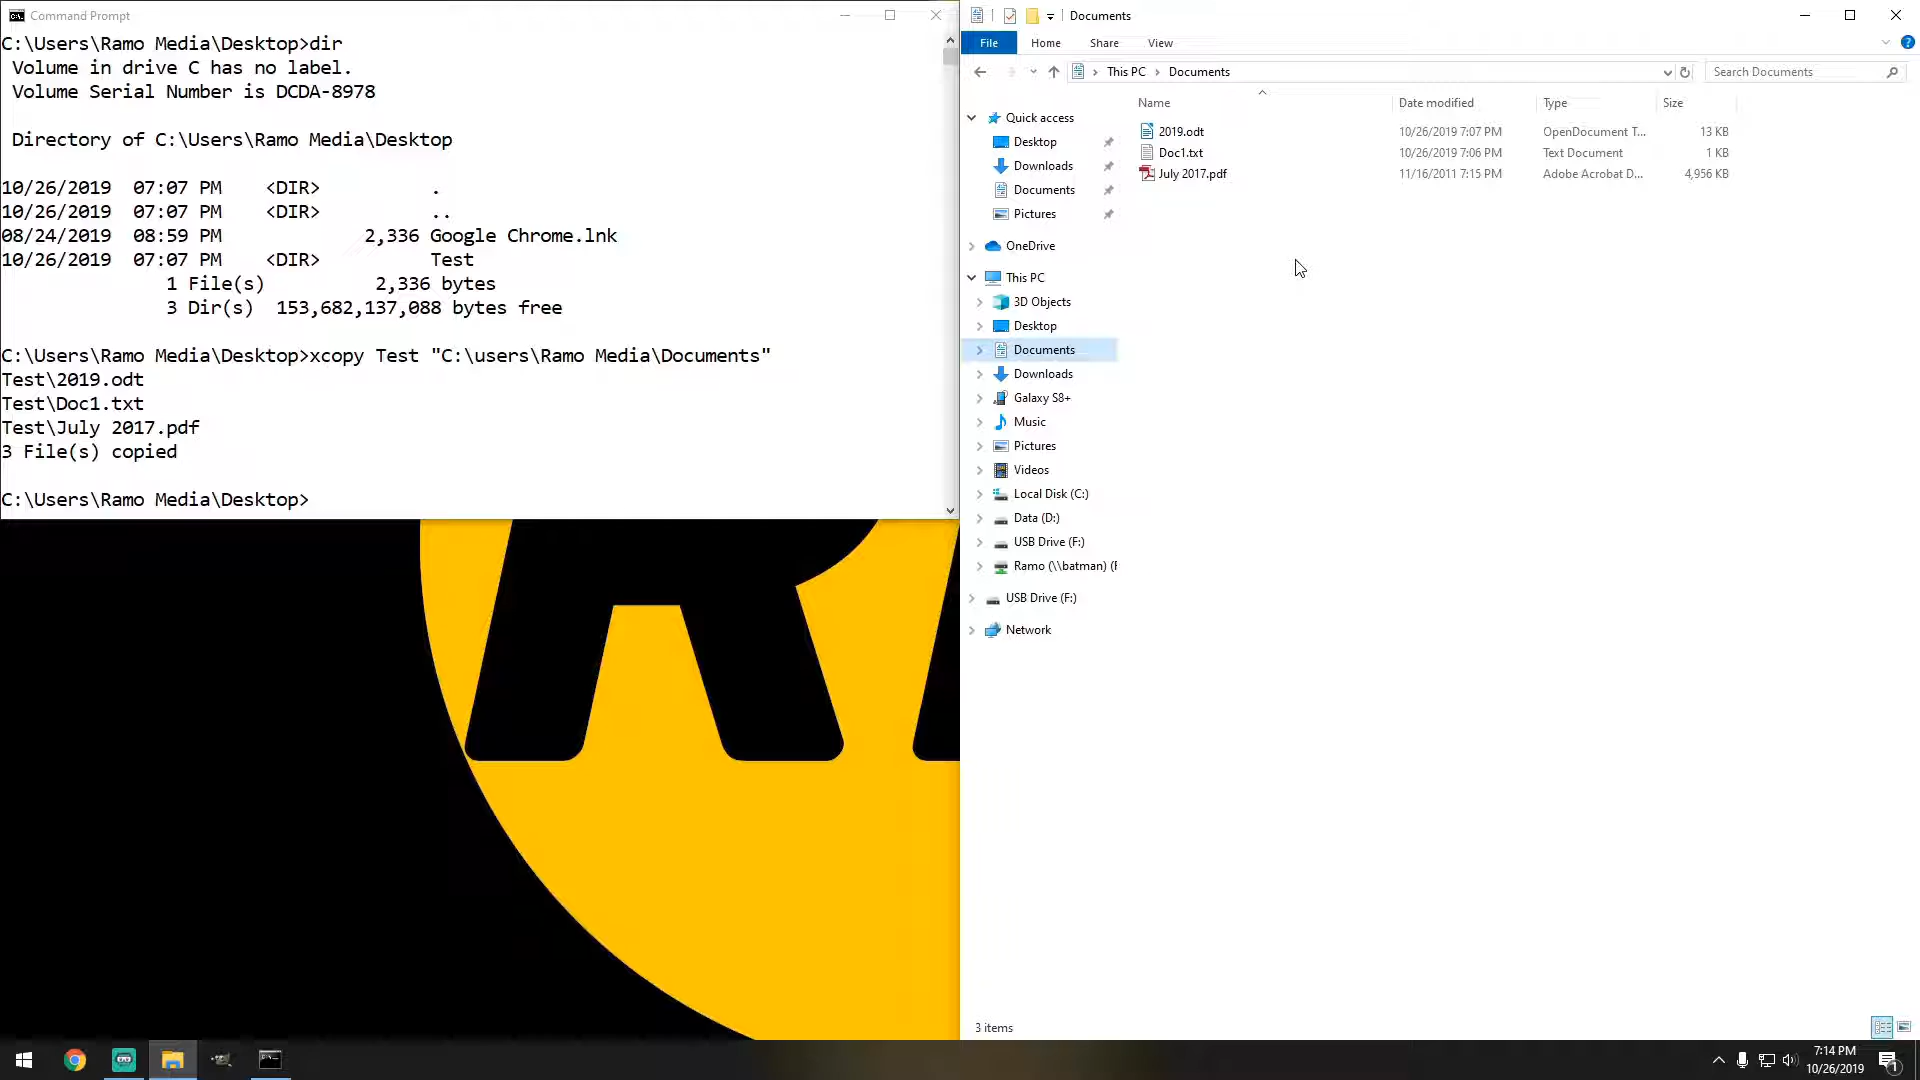 Command Prompt
C:\Users\Ramo Media\Desktop>dir
Volume in drive C has no label.
Volume Serial Number is DCDA-8978
Directory of C:\Users\Ramo Media\Desktop
10/26/2019 07:07 PM <DIR> .
10/26/2019 07:07 PM <DIR> ..
08/24/2019 08:59 PM 2,336 Google Chrome.lnk
10/26/2019 07:07 PM <DIR> Test
1 File(s) 2,336 bytes
3 Dir(s) 153,682,137,088 bytes free
C:\Users\Ramo Media\Desktop>xcopy Test "C:\users\Ramo Media\Documents"
Test\2019.odt
Test\Doc1.txt
Test\July 2017.pdf
3 File(s) copied
C:\Users\Ramo Media\Desktop>
Documents
File Home Share View
This PC > Documents
Search Documents
Name Date modified Type Size
2019.odt 10/26/2019 7:07 PM OpenDocument T... 13 KB
Doc1.txt 10/26/2019 7:06 PM Text Document 1 KB
July 2017.pdf 11/16/2011 7:15 PM Adobe Acrobat D... 4,956 KB
Quick access
Desktop
Downloads
Documents
Pictures
OneDrive
This PC
3D Objects
Desktop
Documents
Downloads
Galaxy S8+
Music
Pictures
Videos
Local Disk (C:)
Data (D:)
USB Drive (F:)
Ramo (\\batman) (
USB Drive (F:)
Network
3 items
R
7:14 PM
10/26/2019
1